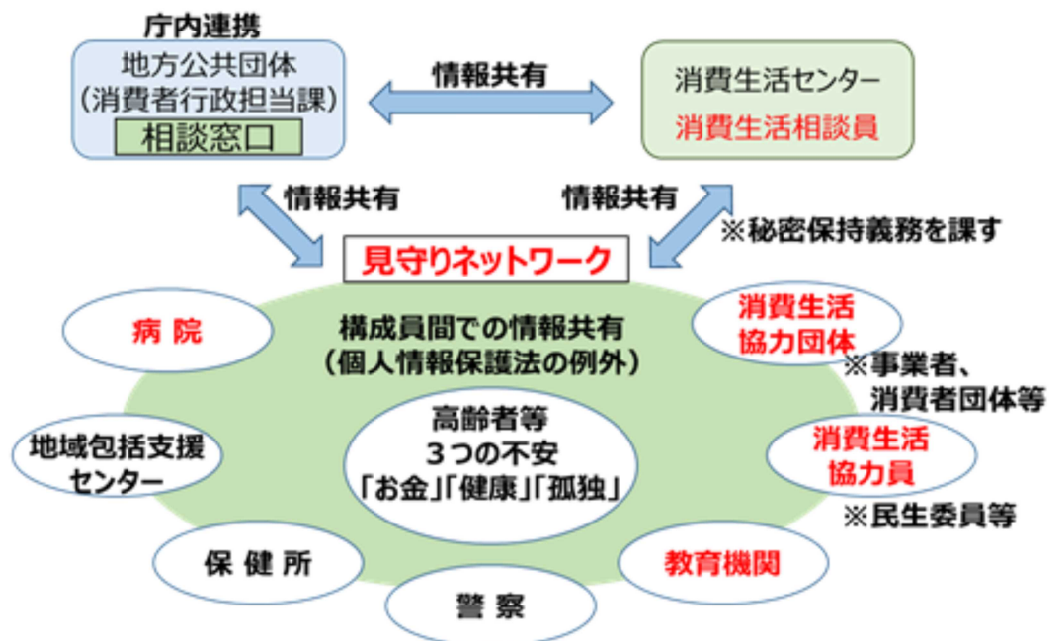 庁内連携
地方公共団体
（消費者行政担当課）
相談窓口
情報共有
消費生活センター
消費生活相談員
情報共有
情報共有
※秘密保持義務を課す
見守りネットワーク
病 院
構成員間での情報共有
（個人情報保護法の例外）
消費生活
協力団体
※事業者、
消費者団体等
高齢者等
３つの不安
「お金」「健康」「孤独」
地域包括支援
センター
消費生活
協力員
※民生委員等
保 健 所
教育機関
警 察